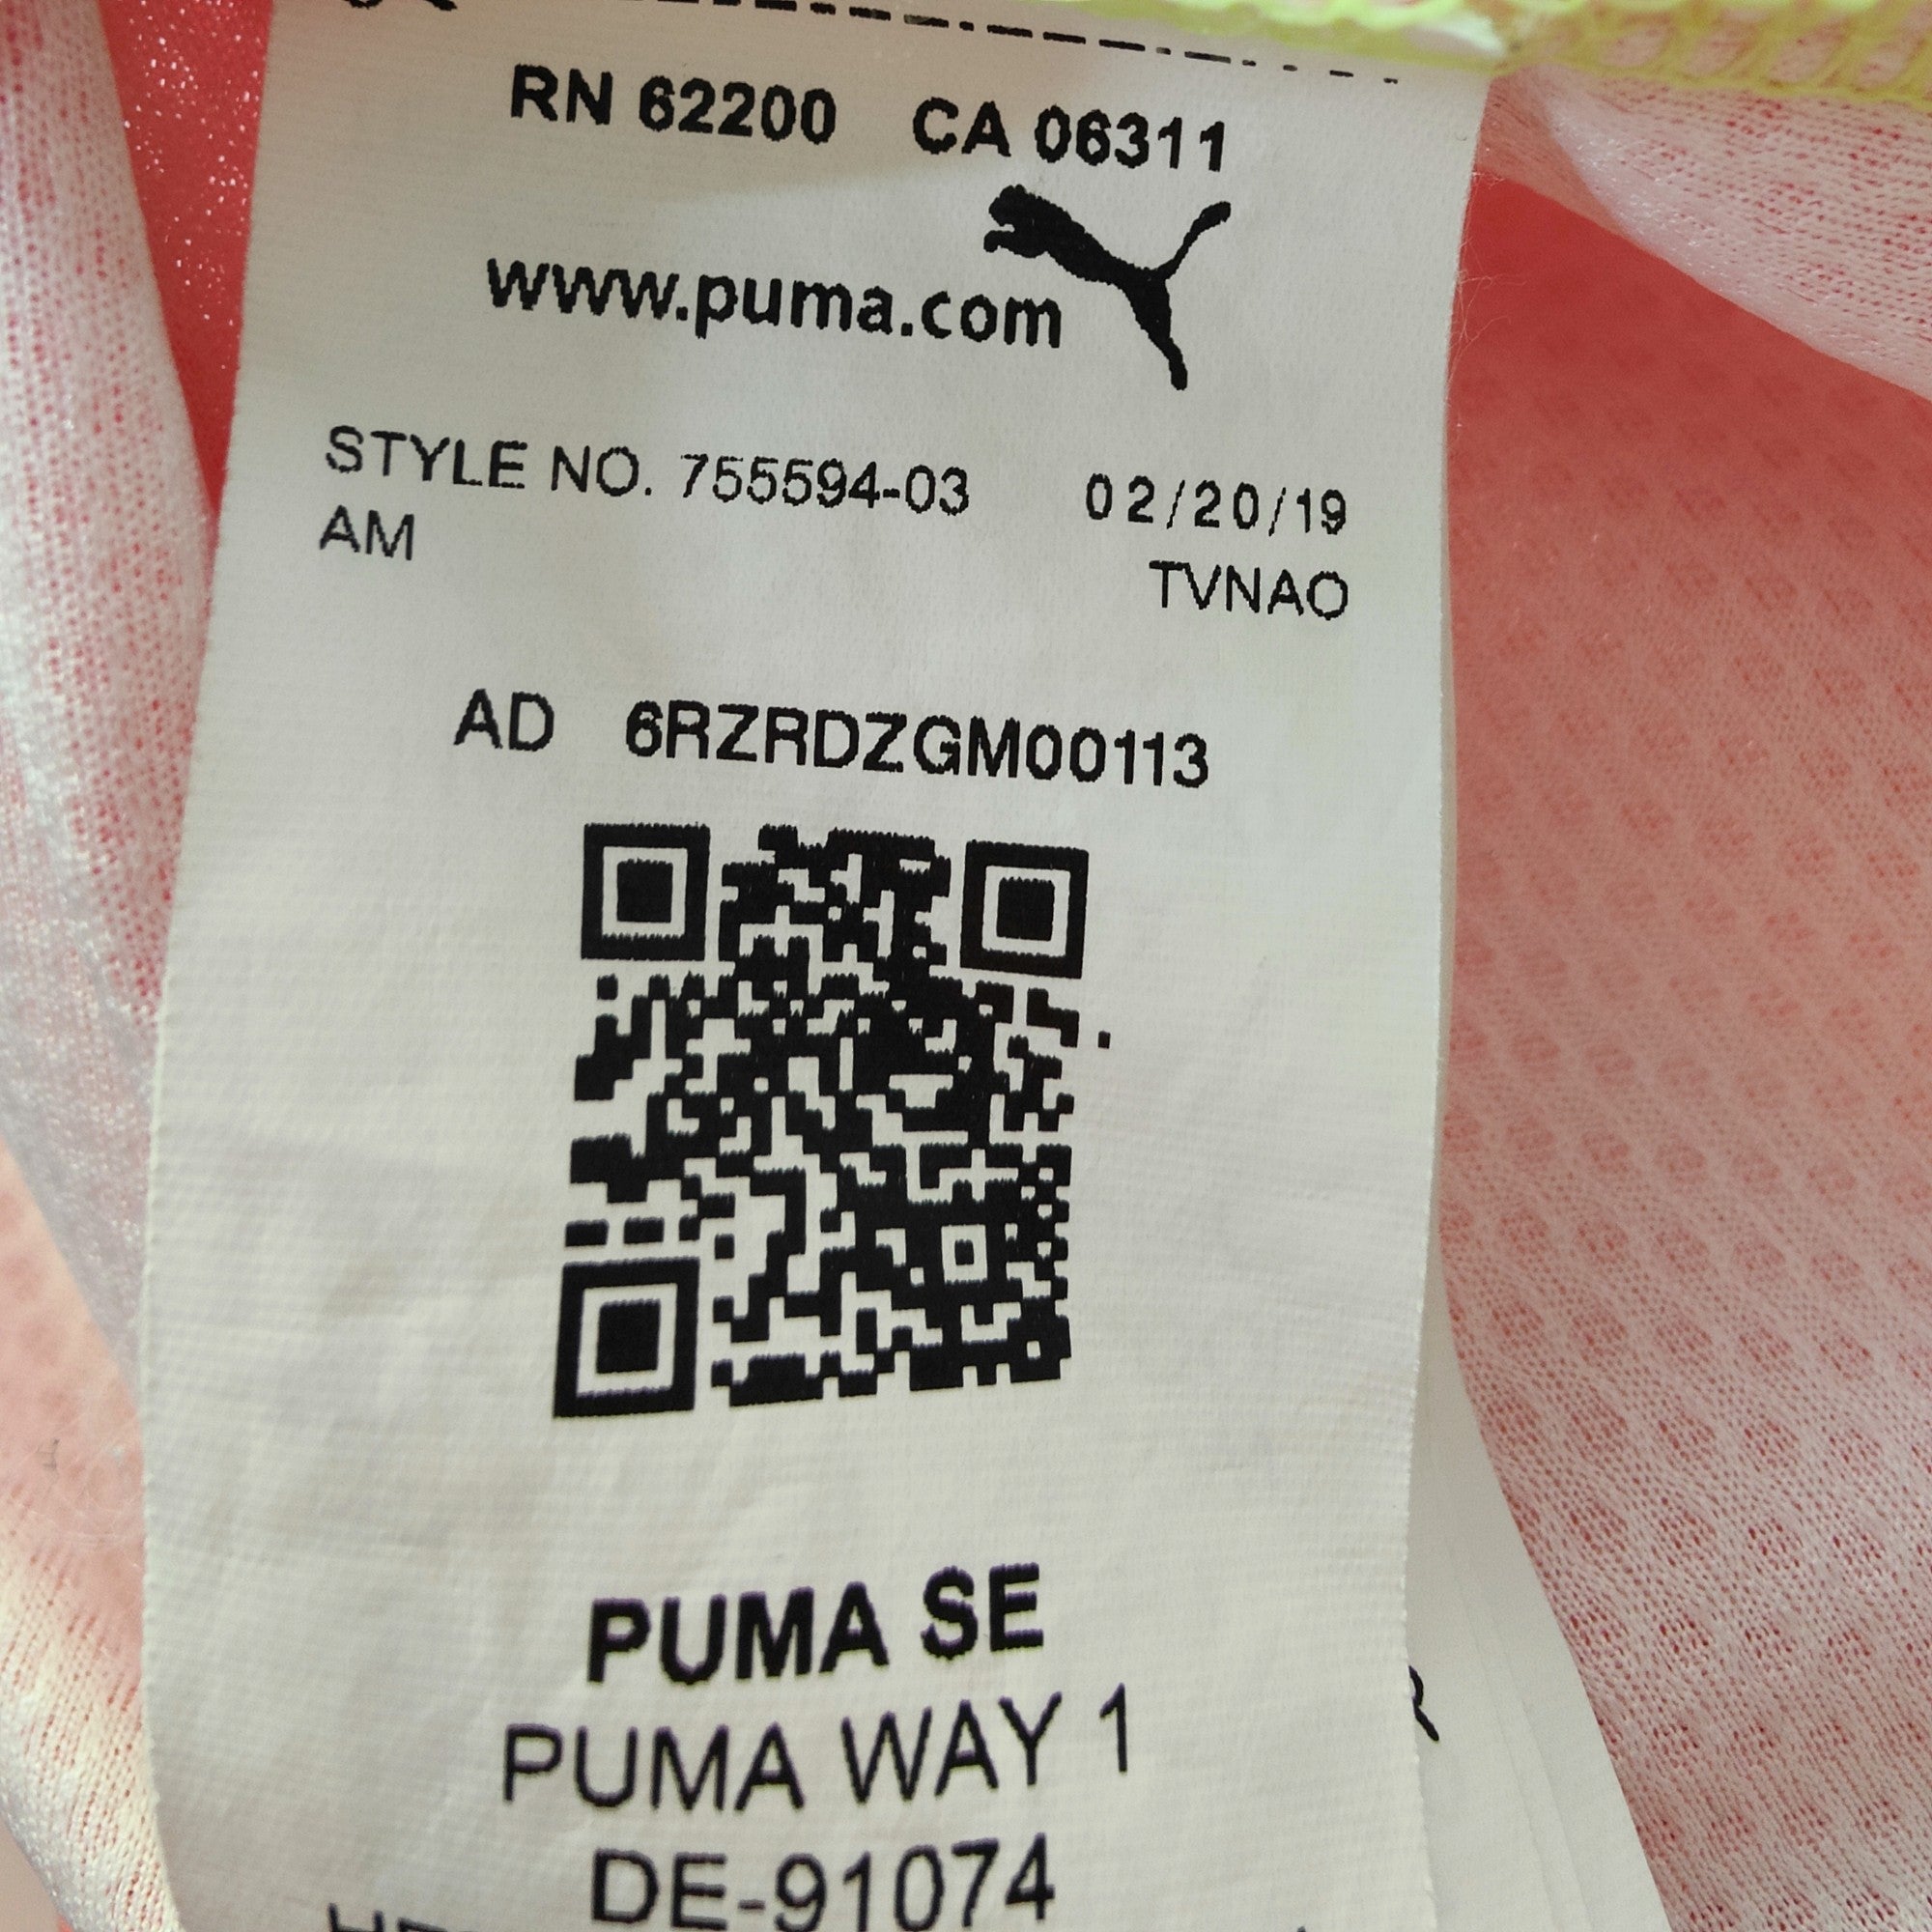 RN 62200 CA 06311
www.puma.com
STYLE NO. 755594-03 02/20/19
AM TVNAO
AD 6RZRDZGM00113
PUMA SE
PUMA WAY 1
DE-91074